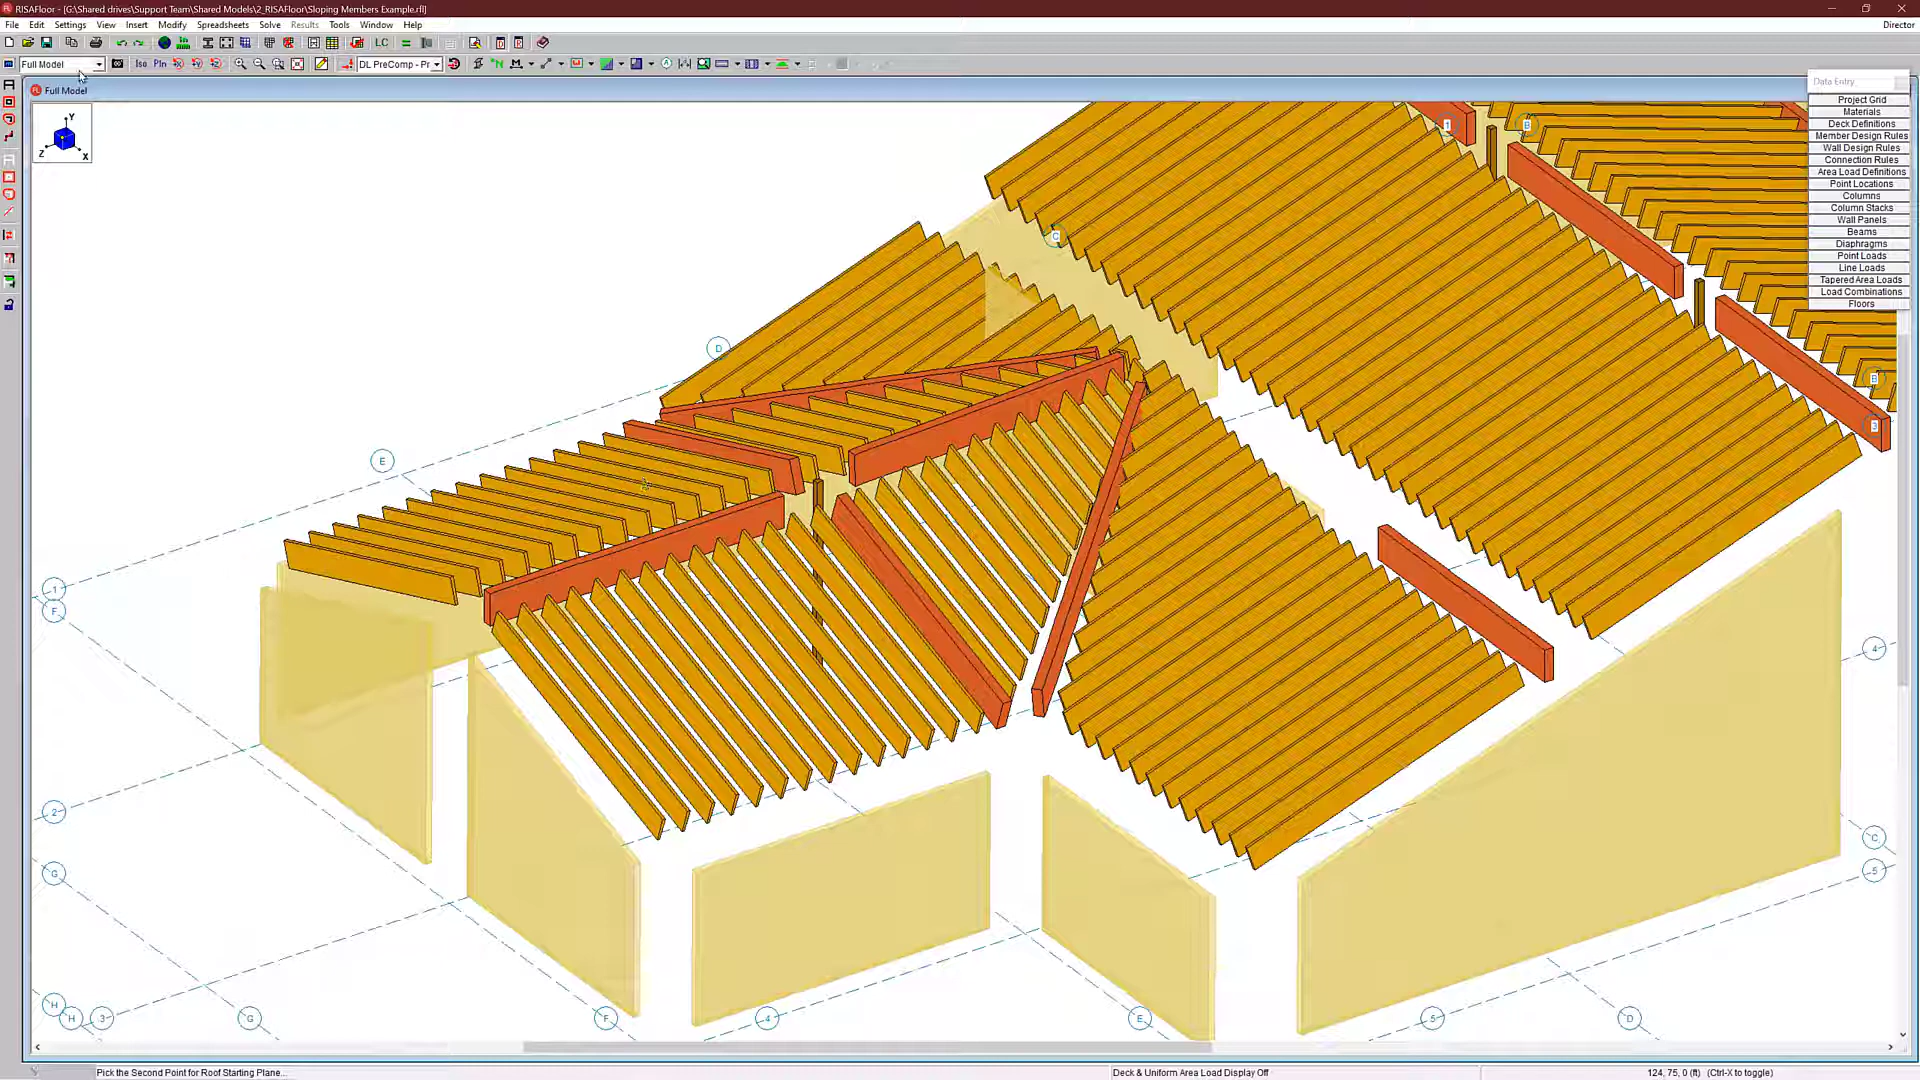 RISAFloor - [G:\Shared drives\Support Team\Shared Models\2_RISAFloor\Sloping Members Example.rfl]
File Edit Settings View Insert Modify Spreadsheets Solve Results Tools Window Help
Director
LC
Full Model
Iso Pln
DL PreComp - Pr
Full Model
Data Entry
Project Grid
Materials
Deck Definitions
Member Design Rules
Wall Design Rules
Connection Rules
Area Load Definitions
Point Locations
Columns
Column Stacks
Wall Panels
Beams
Diaphragms
Point Loads
Line Loads
Tapered Area Loads
Load Combinations
Floors
Y
Z
X
1
B
C
D
B
3
E
1
F
4
2
C
5
G
H
H
3
G
F
4
E
5
D
Pick the Second Point for Roof Starting Plane...
Deck & Uniform Area Load Display Off
124, 75, 0 (ft) (Ctrl-X to toggle)